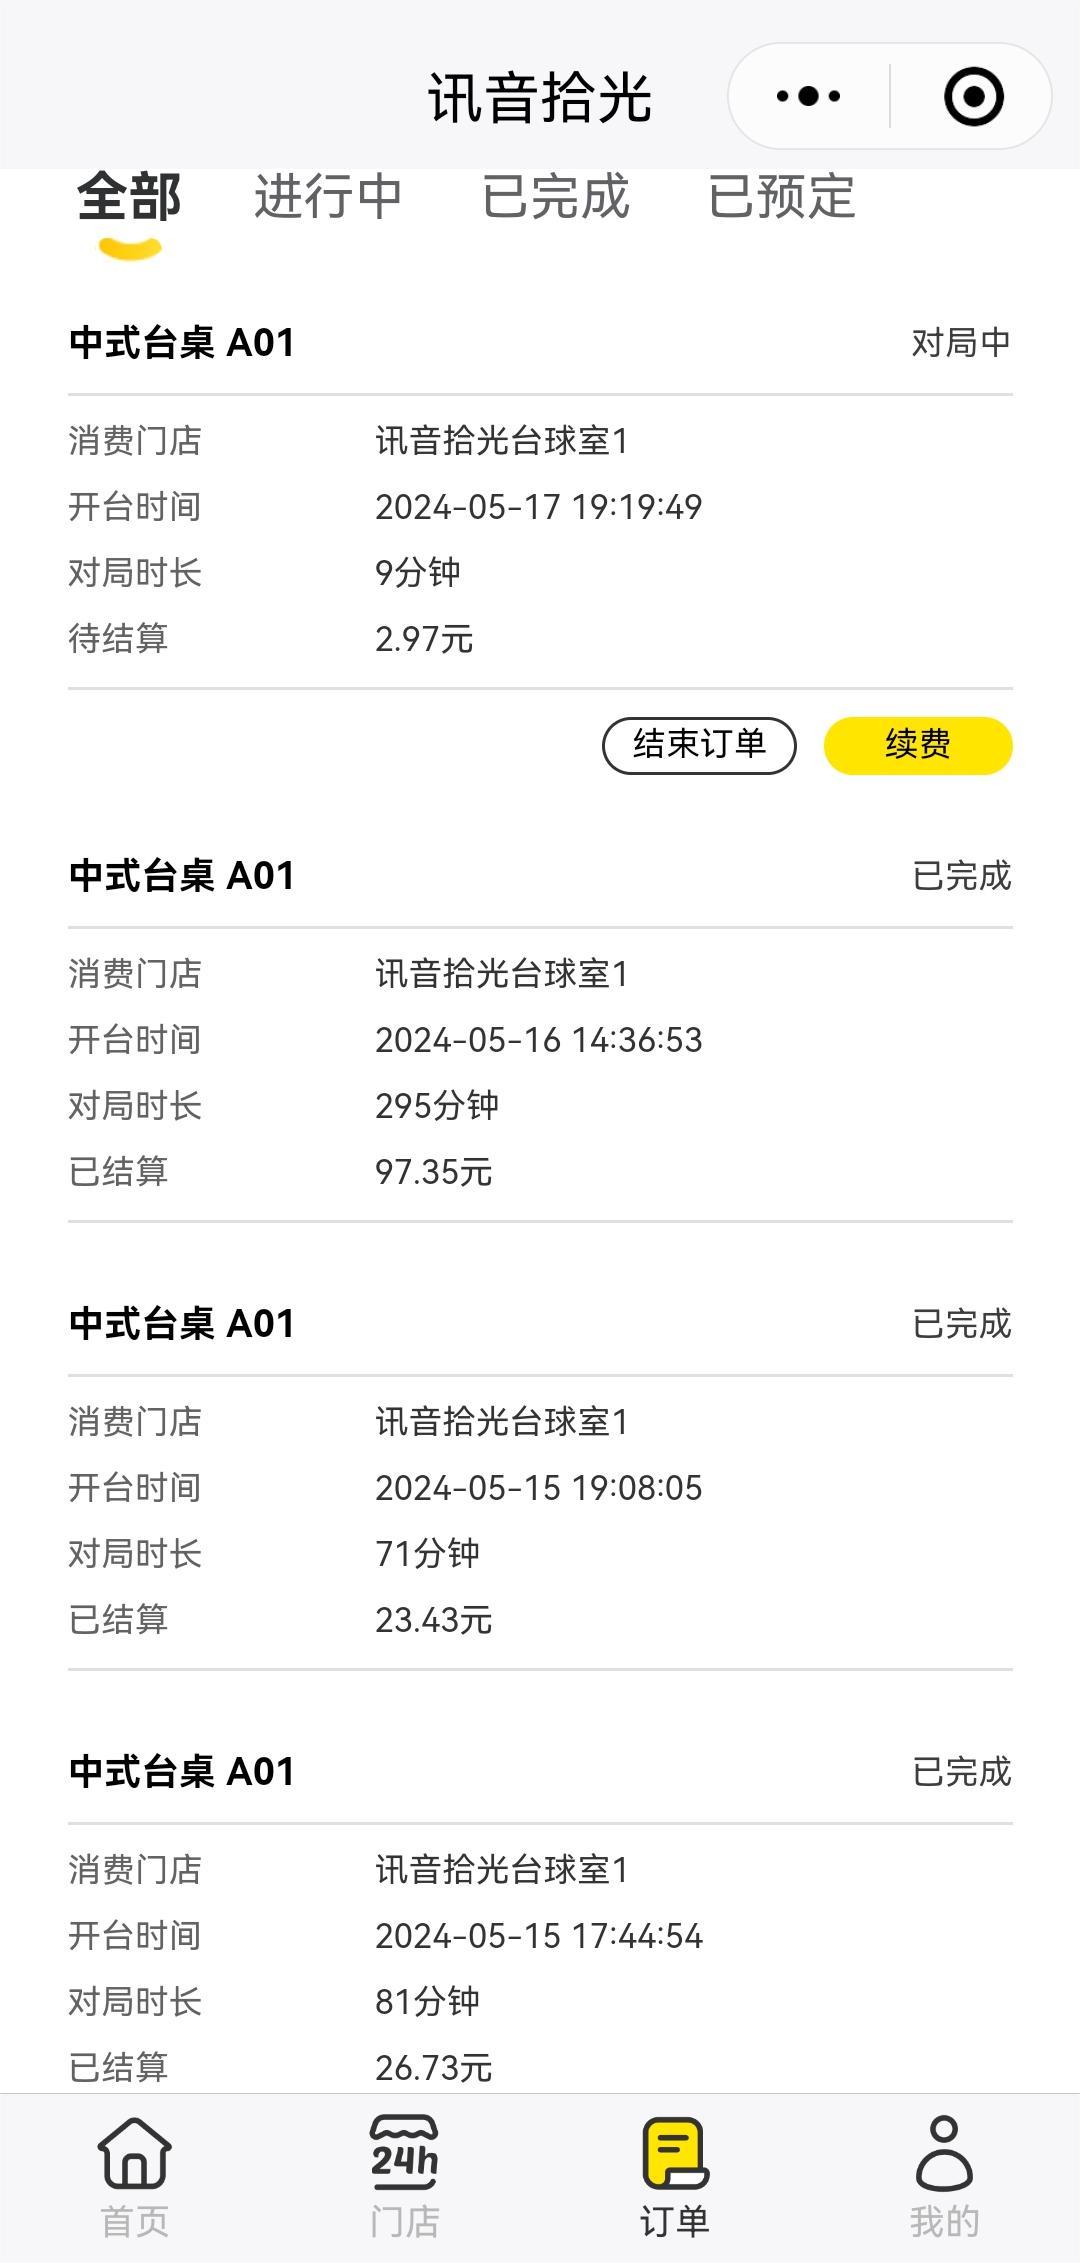 讯音拾光
全部 进行中 已完成 已预定
中式台桌 A01 对局中
消费门店 讯音拾光台球室1
开台时间 2024-05-17 19:19:49
对局时长 9分钟
待结算 2.97元
结束订单 续费
中式台桌 A01 已完成
消费门店 讯音拾光台球室1
开台时间 2024-05-16 14:36:53
对局时长 295分钟
已结算 97.35元
中式台桌 A01 已完成
消费门店 讯音拾光台球室1
开台时间 2024-05-15 19:08:05
对局时长 71分钟
已结算 23.43元
中式台桌 A01 已完成
消费门店 讯音拾光台球室1
开台时间 2024-05-15 17:44:54
对局时长 81分钟
已结算 26.73元
24h
首页 门店 订单 我的